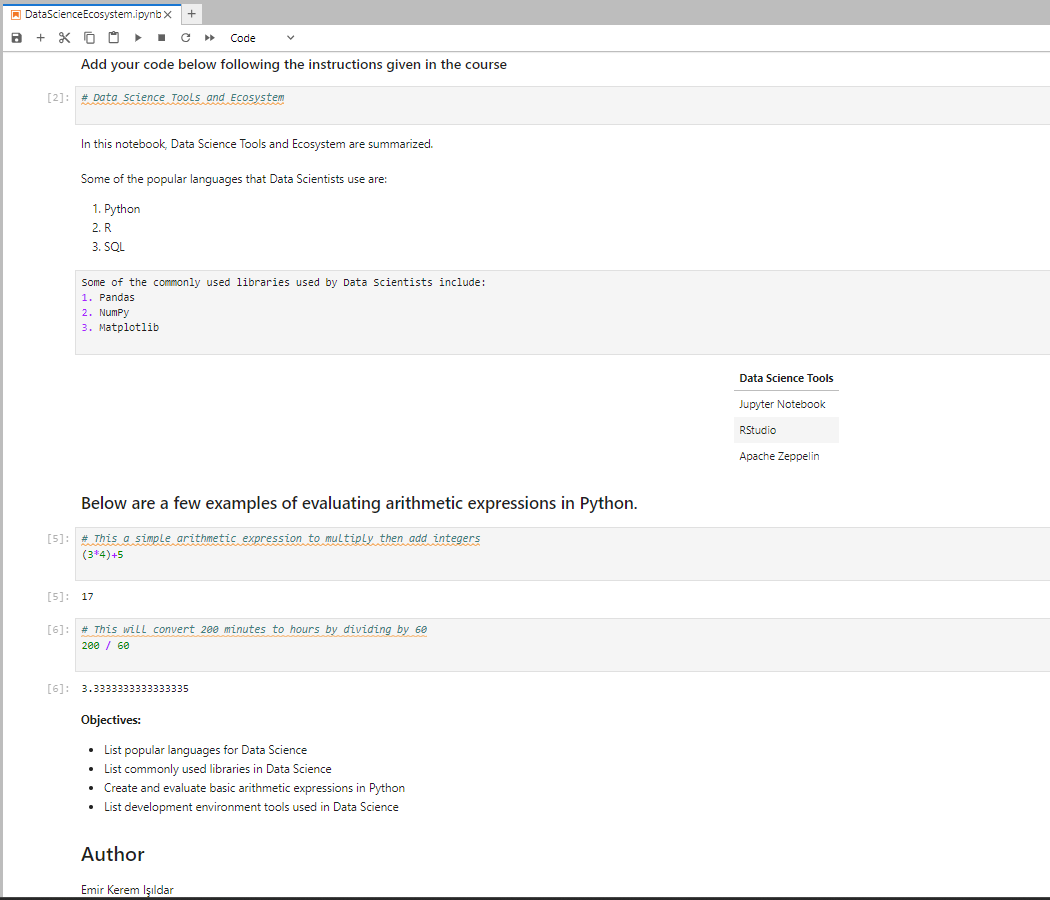 DataScienceEcosystem.ipynb
Code
Add your code below following the instructions given in the course
[2]: # Data Science Tools and Ecosystem
In this notebook, Data Science Tools and Ecosystem are summarized.
Some of the popular languages that Data Scientists use are:
1. Python
2. R
3. SQL
Some of the commonly used libraries used by Data Scientists include:
1. Pandas
2. NumPy
3. Matplotlib
Data Science Tools
Jupyter Notebook
RStudio
Apache Zeppelin
Below are a few examples of evaluating arithmetic expressions in Python.
[5]: # This a simple arithmetic expression to multiply then add integers
(3*4)+5
[5]: 17
[6]: # This will convert 200 minutes to hours by dividing by 60
200 / 60
[6]: 3.3333333333333335
Objectives:
• List popular languages for Data Science
• List commonly used libraries in Data Science
• Create and evaluate basic arithmetic expressions in Python
• List development environment tools used in Data Science
Author
Emir Kerem Işıldar